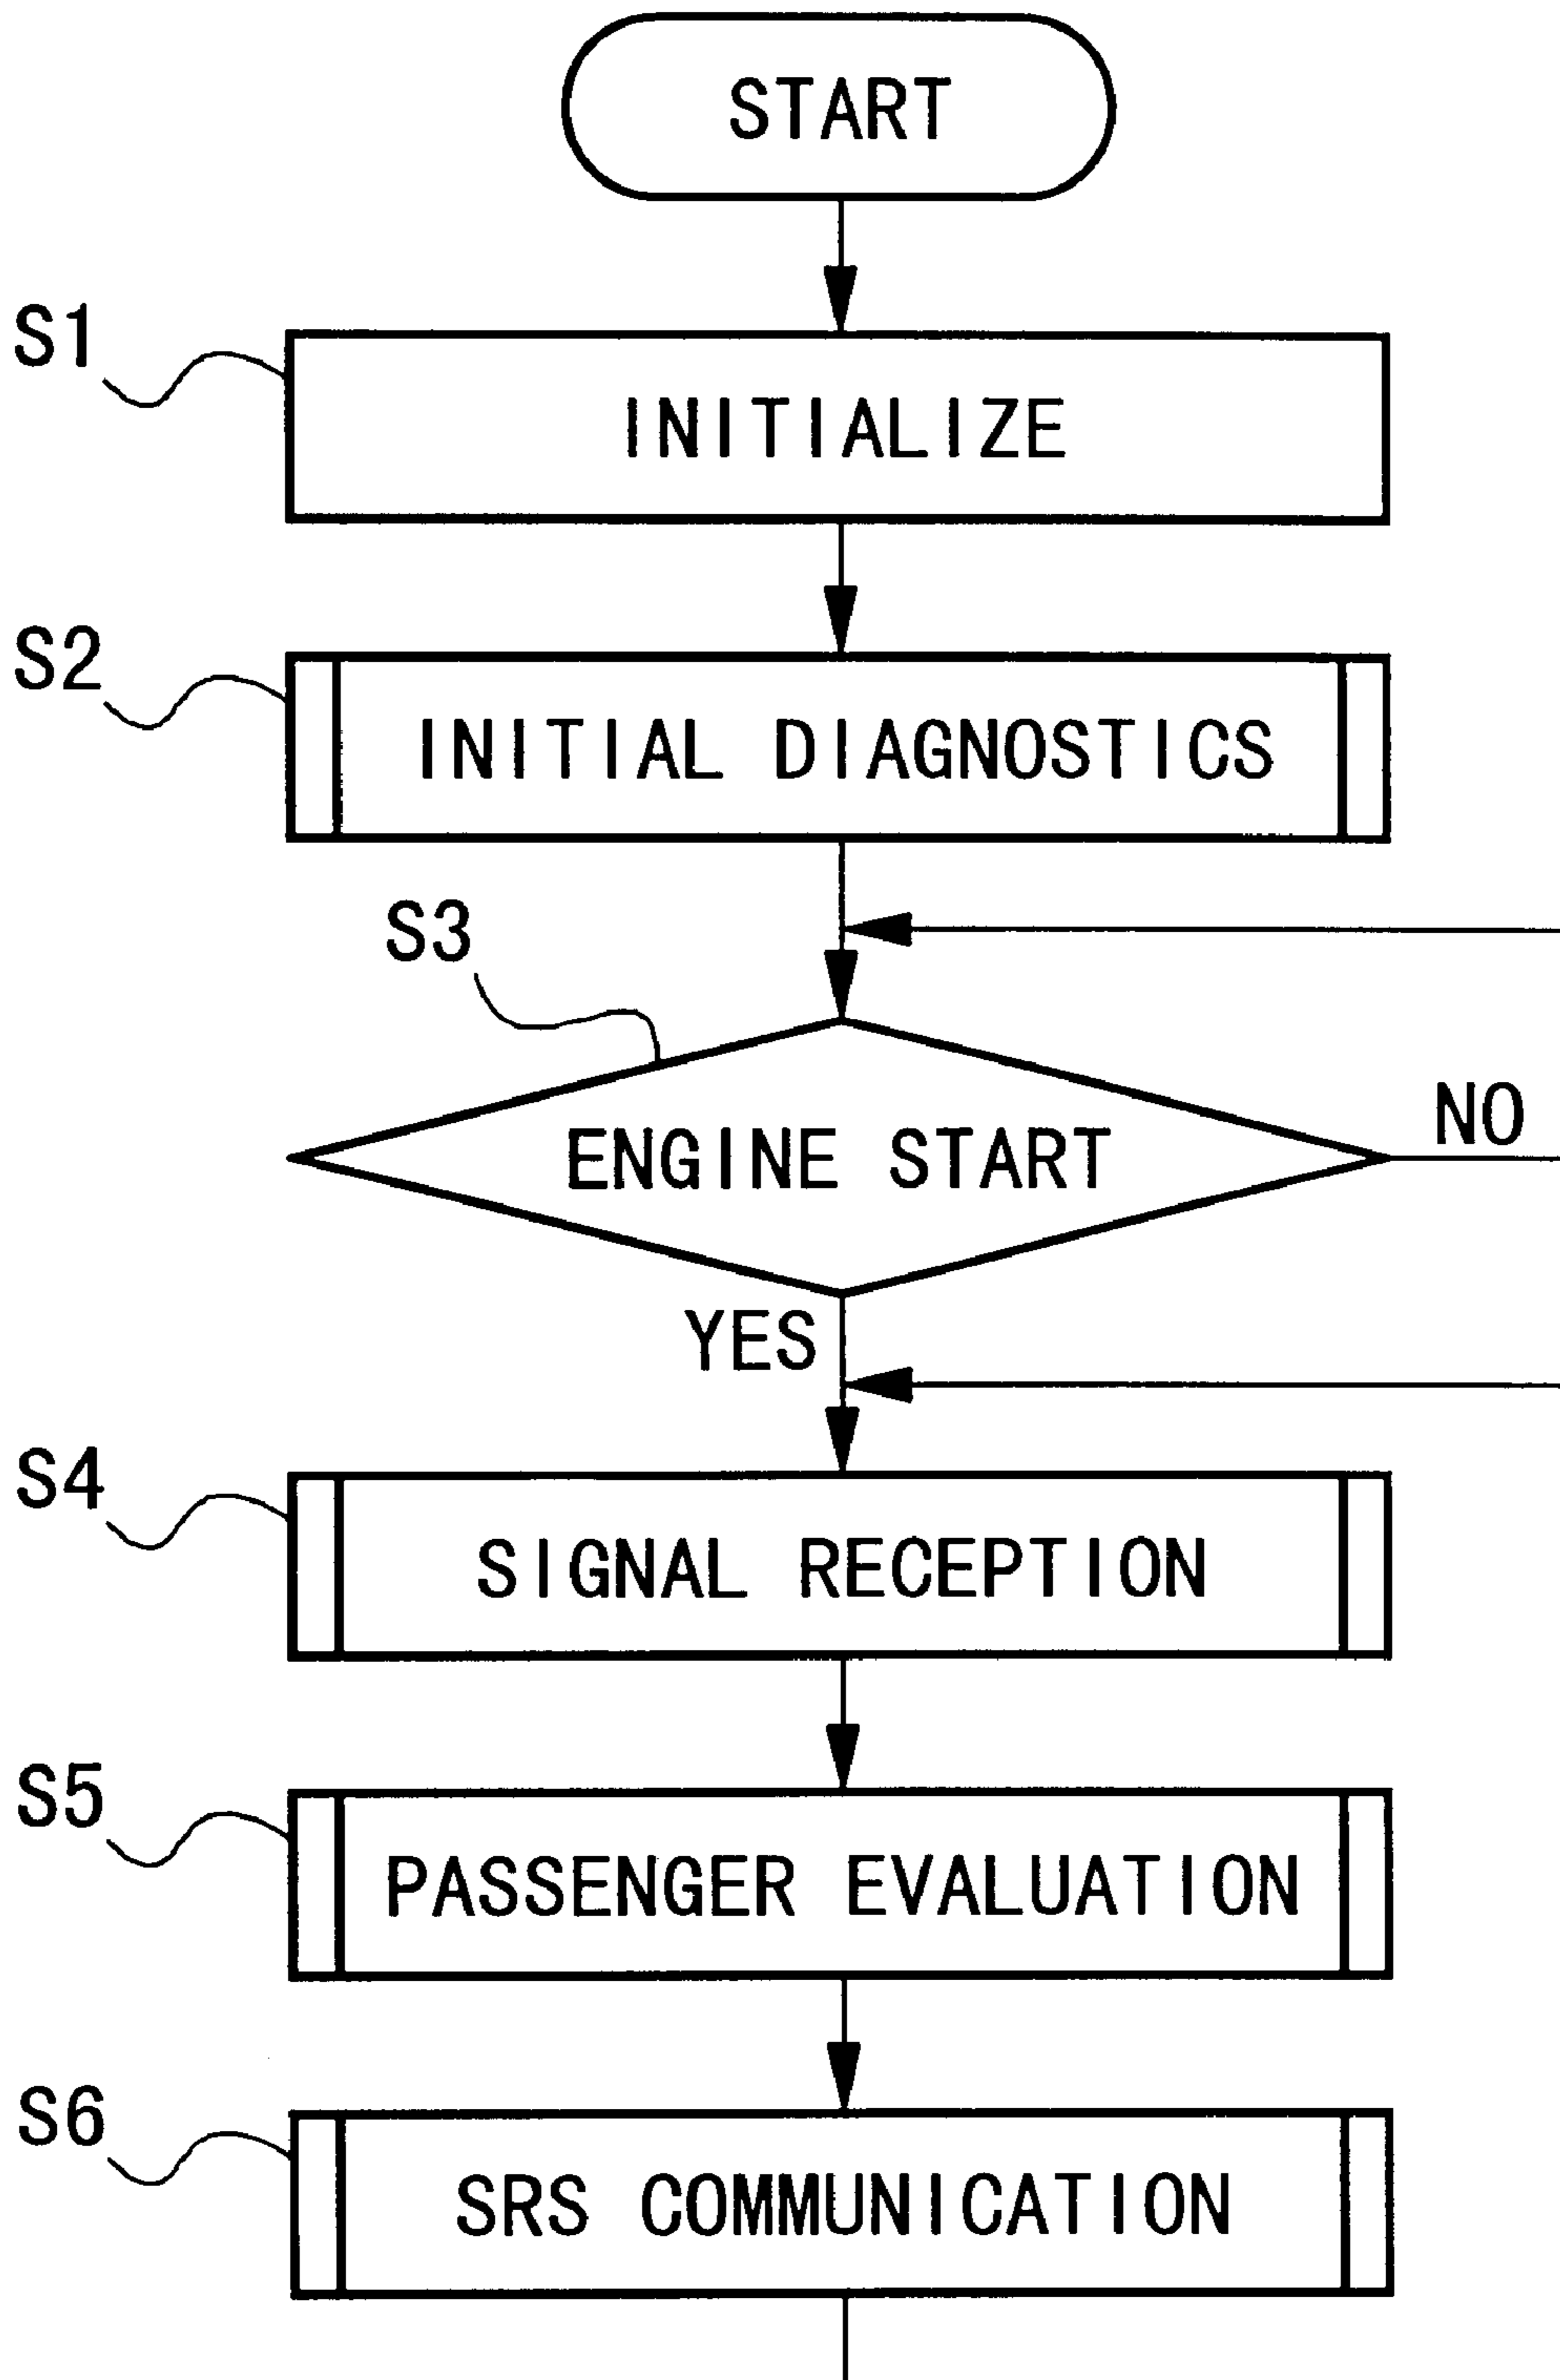 START
S1
INITIALIZE
S2
INITIAL DIAGNOSTICS
S3
ENGINE START
NO
YES
S4
SIGNAL RECEPTION
S5
PASSENGER EVALUATION
S6
SRS COMMUNICATION